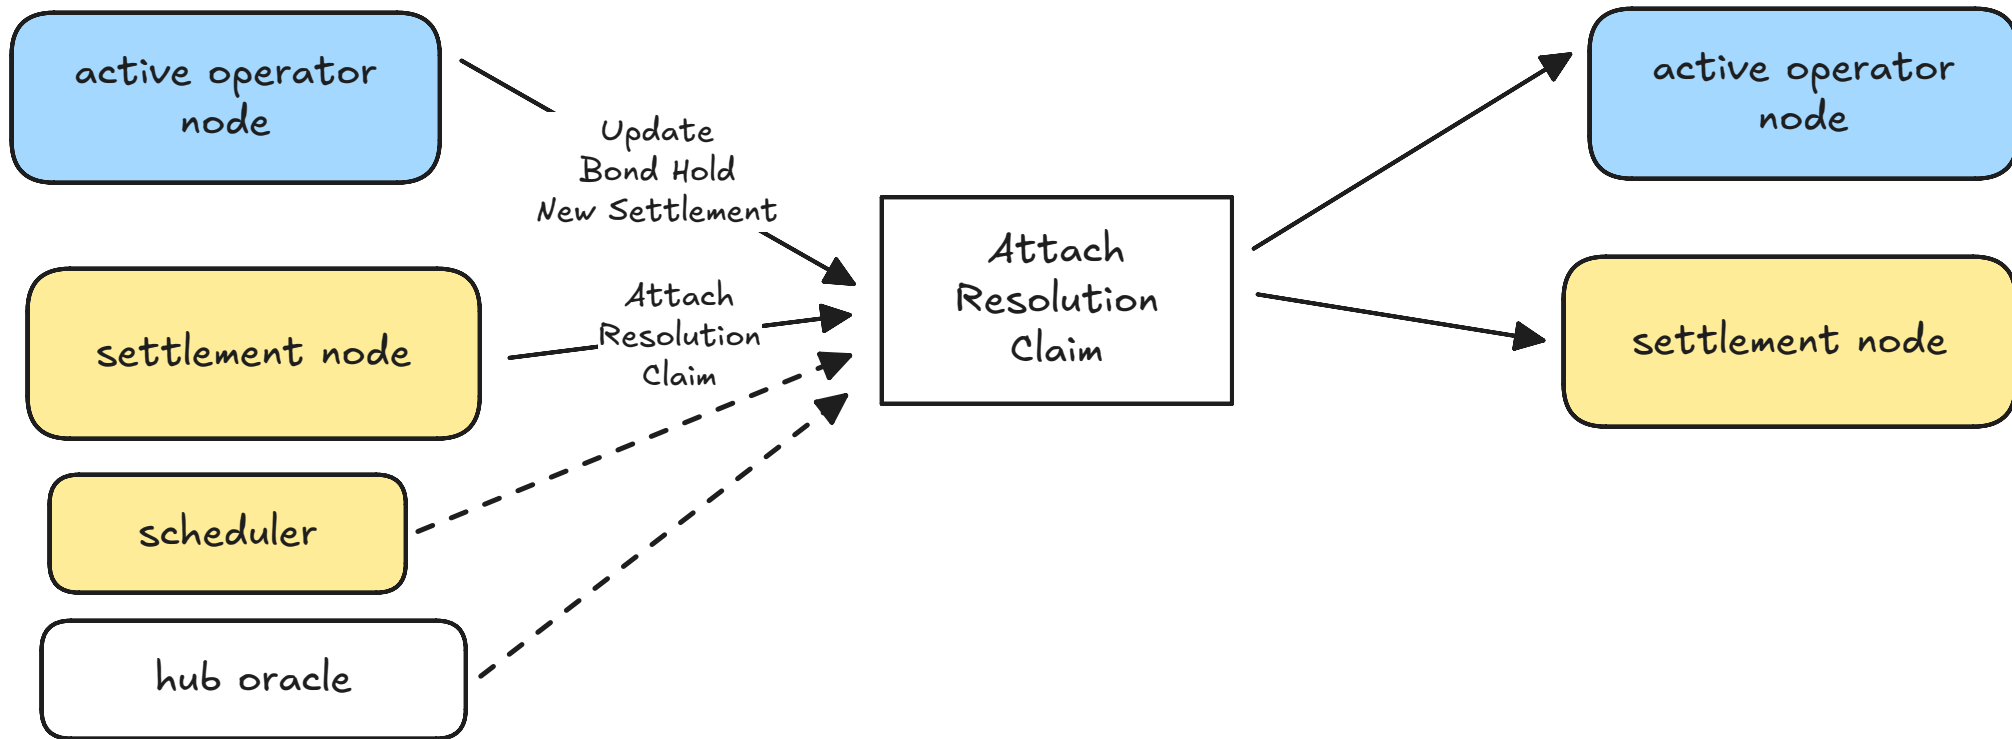 active operator
node
Update
Bond Hold
New Settlement
settlement node
Attach
Resolution
Claim
scheduler
hub oracle
Attach
Resolution
Claim
active operator
node
settlement node